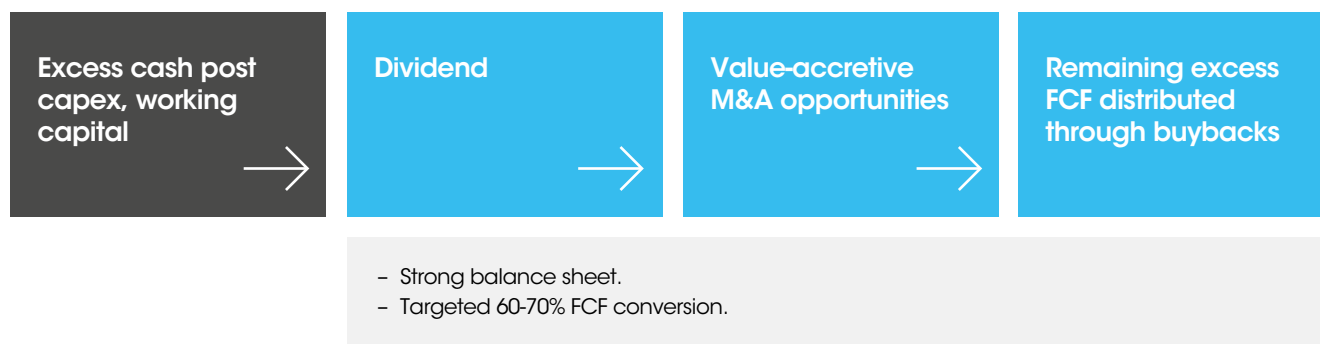 Excess cash post
capex, working
capital
Dividend
Value-accretive
M&A opportunities
Remaining excess
FCF distributed
through buybacks
– Strong balance sheet.
– Targeted 60-70% FCF conversion.